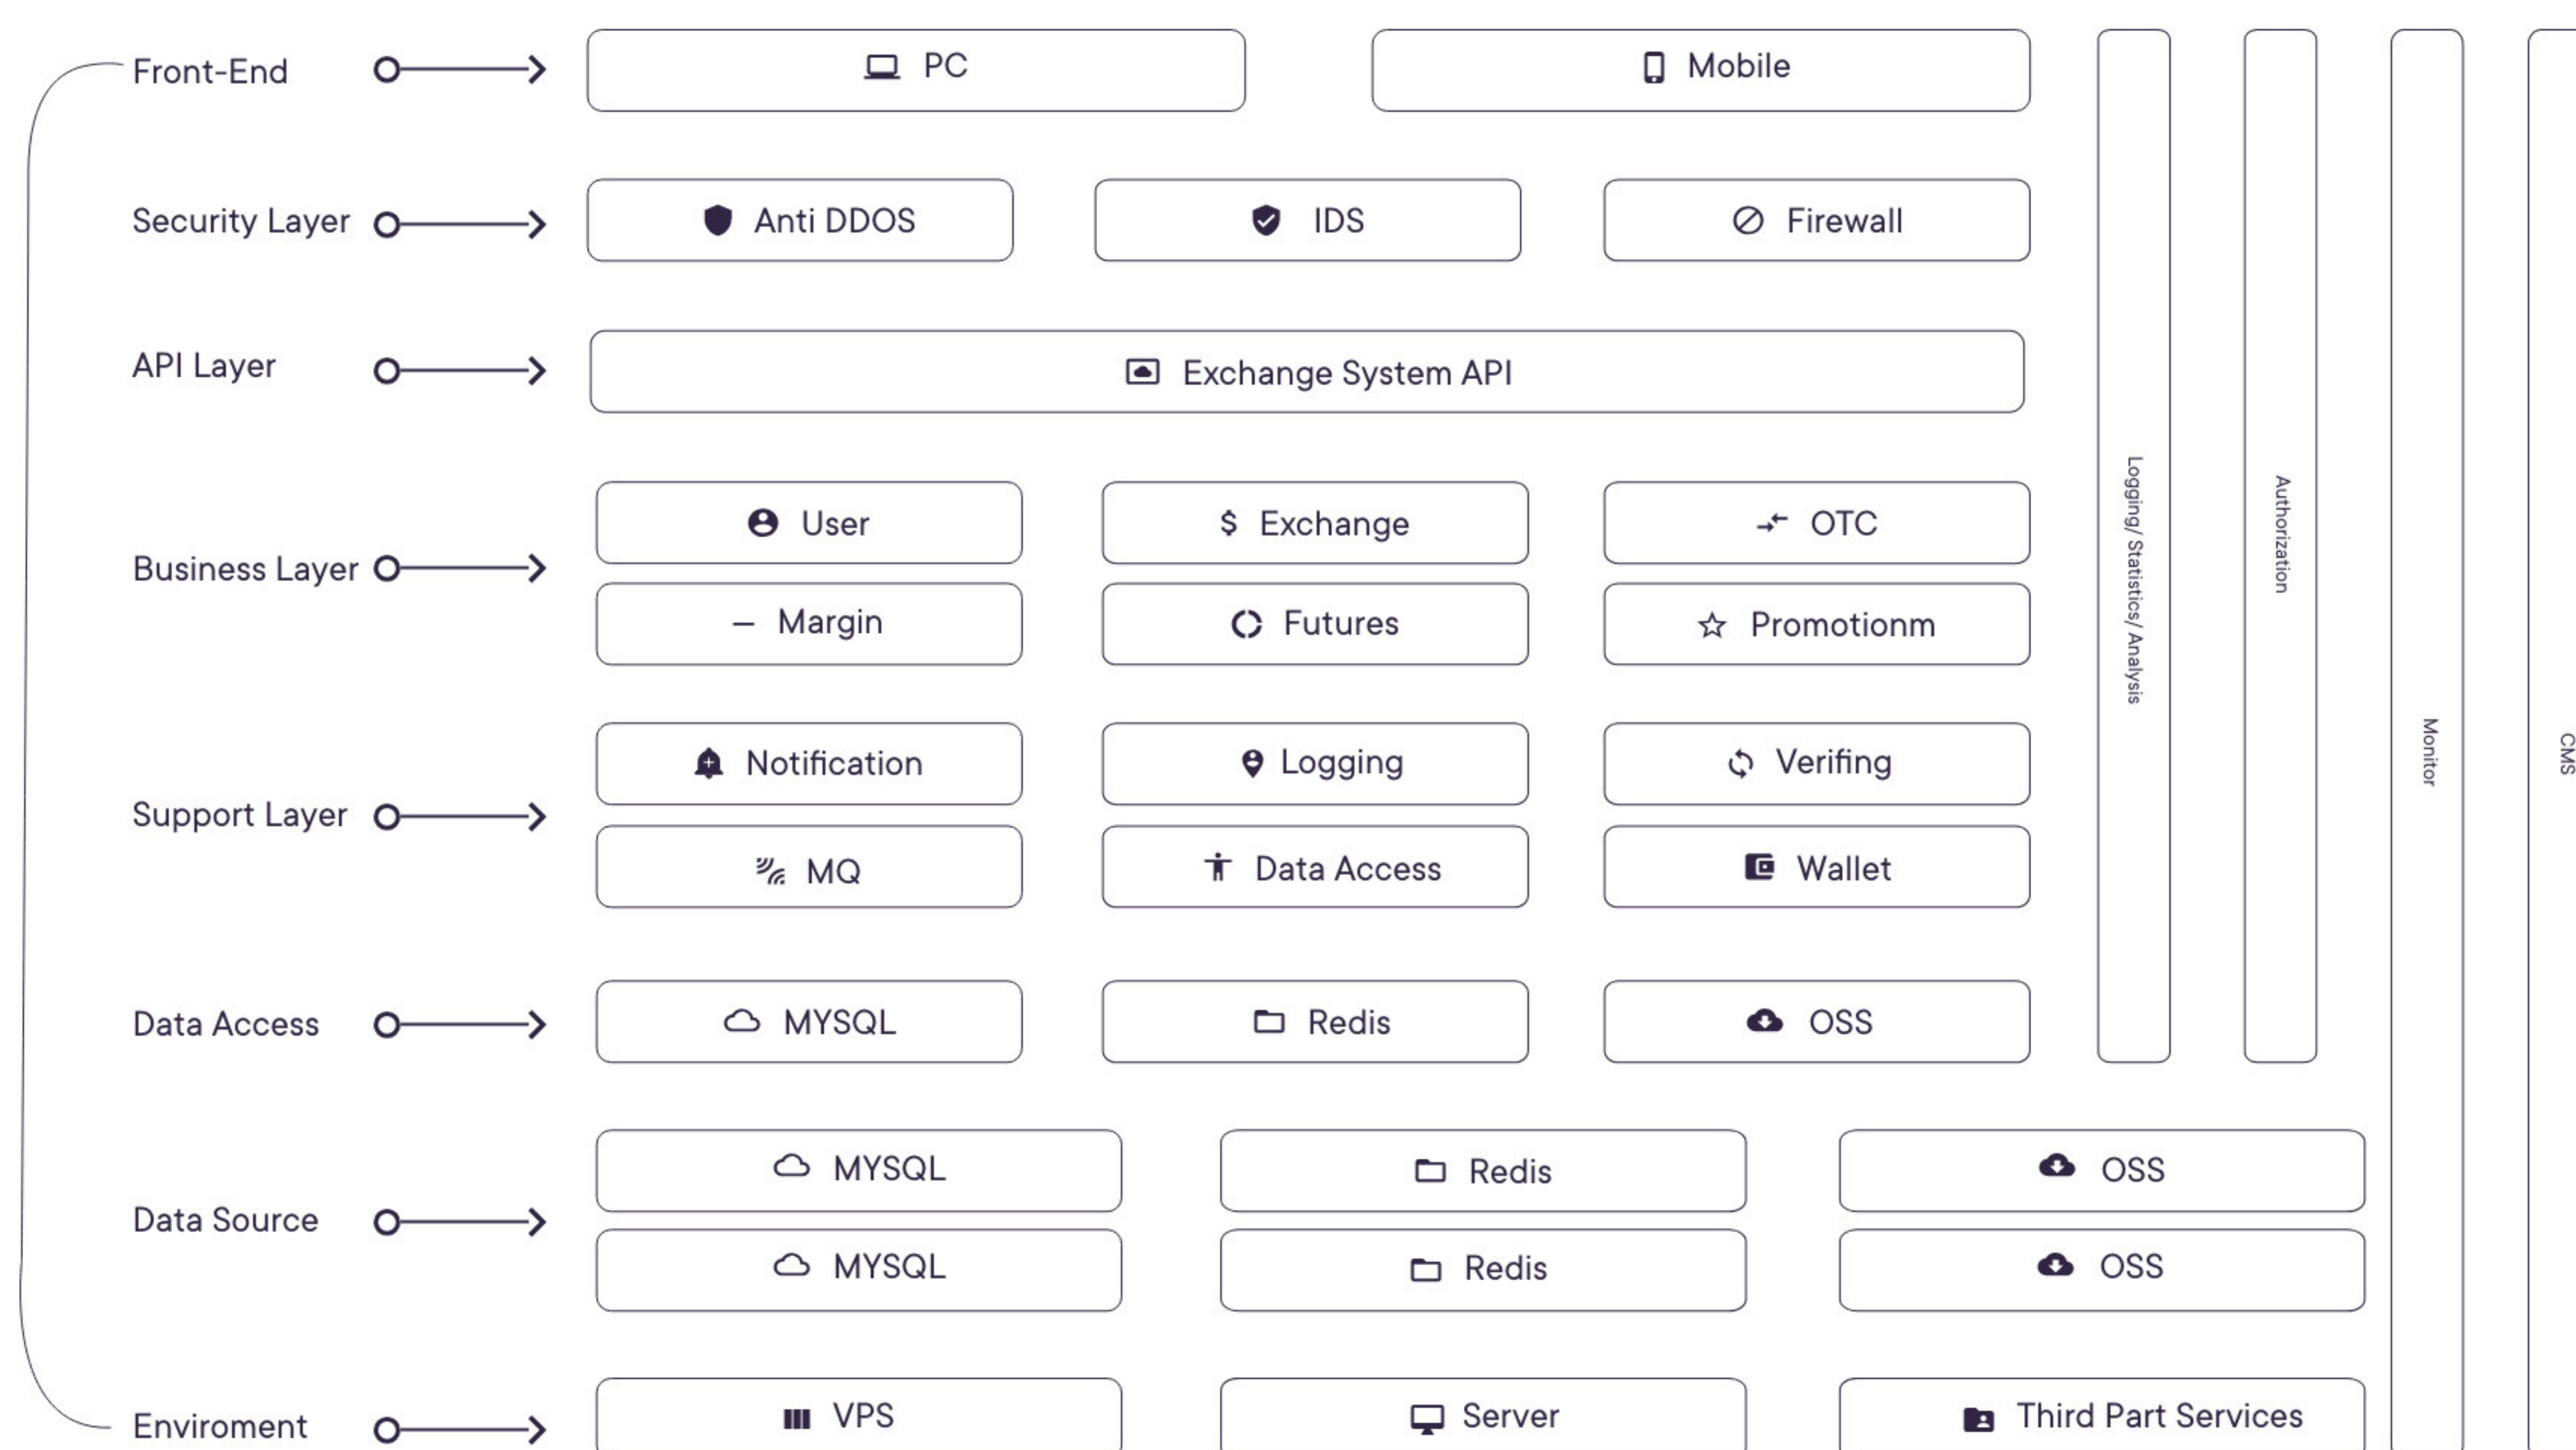 Front-End
PC
Mobile
Security Layer
Anti DDOS
IDS
Firewall
API Layer
Exchange System API
Business Layer
User
Exchange
OTC
Margin
Futures
Promotionm
Support Layer
Notification
Logging
Verifing
MQ
Data Access
Wallet
Data Access
MYSQL
Redis
OSS
Data Source
MYSQL
Redis
OSS
MYSQL
Redis
OSS
Enviroment
VPS
Server
Third Part Services
Logging/ Statistics/ Analysis
Authorization
Monitor
CMS